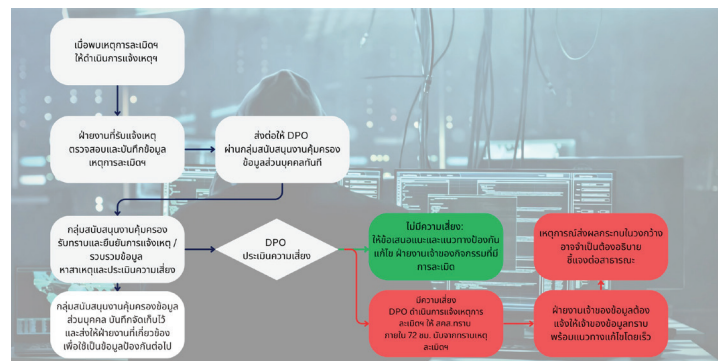 เมื่อพบเหตุการละเมิดฯ
ให้ดำเนินการแจ้งเหตุฯ
ฝ่ายงานที่รับแจ้งเหตุ
ตรวจสอบและบันทึกข้อมูล
เหตุการละเมิดฯ
ส่งต่อให้ DPO
ผ่านกลุ่มสนับสนุนงานคุ้มครอง
ข้อมูลส่วนบุคคลทันที
กลุ่มสนับสนุนงานคุ้มครอง
รับทราบและยืนยันการแจ้งเหตุ /
รวบรวมข้อมูล
หาสาเหตุและประเมินความเสี่ยง
DPO
ประเมินความเสี่ยง
ไม่มีความเสี่ยง:
ให้ข้อเสนอแนะและแนวทางป้องกัน
แก้ไข ฝ่ายงานเจ้าของกิจกรรมที่มี
การละเมิด
เหตุการณ์ส่งผลกระทบในวงกว้าง
อาจจำเป็นต้องอธิบาย
ชี้แจงต่อสาธารณะ
กลุ่มสนับสนุนงานคุ้มครองข้อมูล
ส่วนบุคคล บันทึกจัดเก็บไว้
และส่งให้ฝ่ายงานที่เกี่ยวข้อง
เพื่อใช้เป็นข้อมูลป้องกันต่อไป
มีความเสี่ยง
DPO ดำเนินการแจ้งเหตุการ
ละเมิดฯ ให้ สคส.ทราบ
ภายใน 72 ชม. นับจากทราบเหตุ
ละเมิดฯ
ฝ่ายงานเจ้าของข้อมูลต้อง
แจ้งให้เจ้าของข้อมูลทราบ
พร้อมแนวทางแก้ไขโดยเร็ว